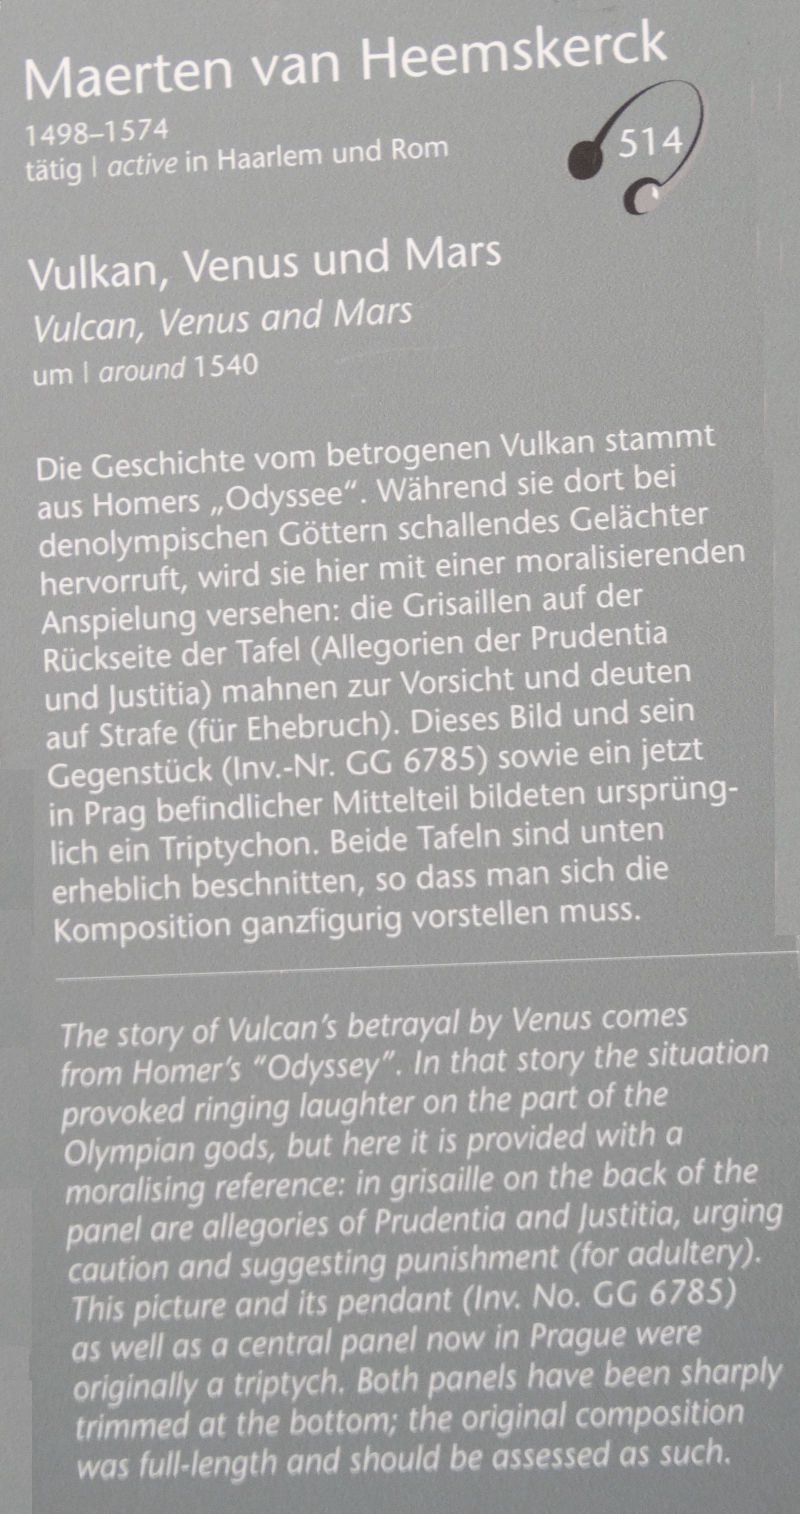 Maerten van Heemskerck
1498–1574
tätig | active in Haarlem und Rom
514
Vulkan, Venus und Mars
Vulcan, Venus and Mars
um | around 1540
Die Geschichte vom betrogenen Vulkan stammt
aus Homers „Odyssee“. Während sie dort bei
denolympischen Göttern schallendes Gelächter
hervorruft, wird sie hier mit einer moralisierenden
Anspielung versehen: die Grisaillen auf der
Rückseite der Tafel (Allegorien der Prudentia
und Justitia) mahnen zur Vorsicht und deuten
auf Strafe (für Ehebruch). Dieses Bild und sein
Gegenstück (Inv.-Nr. GG 6785) sowie ein jetzt
in Prag befindlicher Mittelteil bildeten ursprüng-
lich ein Triptychon. Beide Tafeln sind unten
erheblich beschnitten, so dass man sich die
Komposition ganzfigurig vorstellen muss.
The story of Vulcan’s betrayal by Venus comes
from Homer’s “Odyssey”. In that story the situation
provoked ringing laughter on the part of the
Olympian gods, but here it is provided with a
moralising reference: in grisaille on the back of the
panel are allegories of Prudentia and Justitia, urging
caution and suggesting punishment (for adultery).
This picture and its pendant (Inv. No. GG 6785)
as well as a central panel now in Prague were
originally a triptych. Both panels have been sharply
trimmed at the bottom; the original composition
was full-length and should be assessed as such.